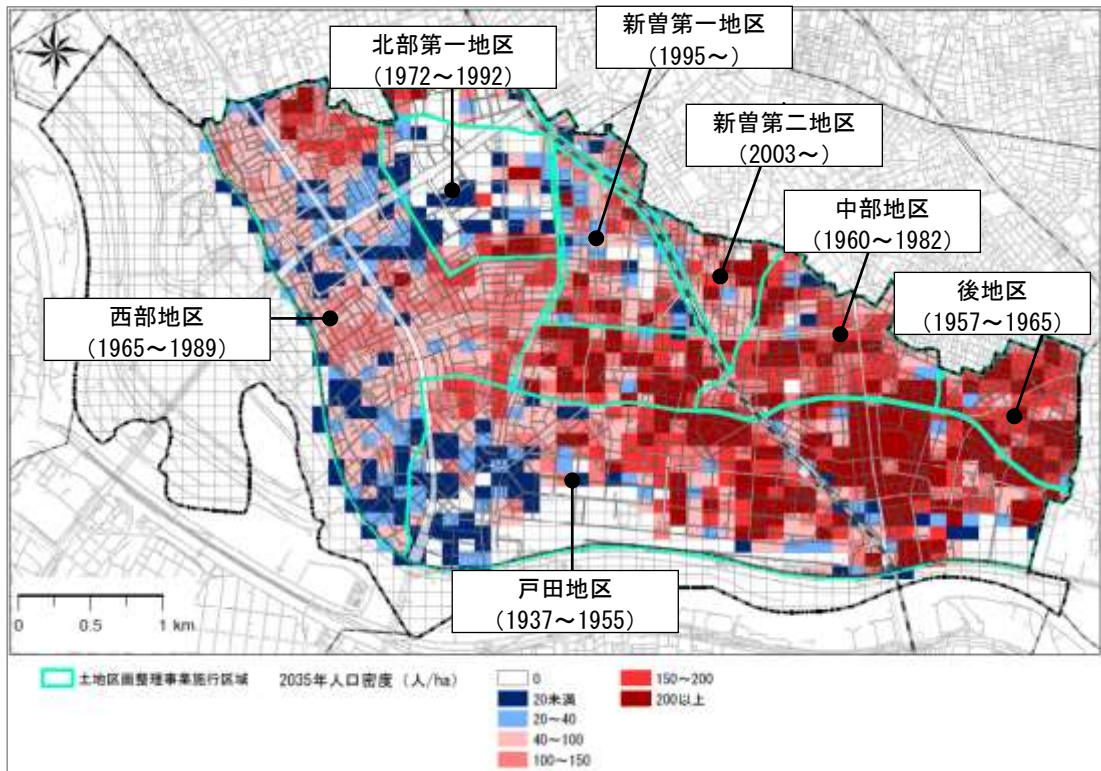 北部第一地区
(1972～1992)
新曽第一地区
(1995～)
新曽第二地区
(2003～)
中部地区
(1960～1982)
後地区
(1957～1965)
西部地区
(1965～1989)
戸田地区
(1937～1955)
0 0.5 1 km
土地区画整理事業施行区域
2035年人口密度（人/ha）
0
20未満
20～40
40～100
100～150
150～200
200以上